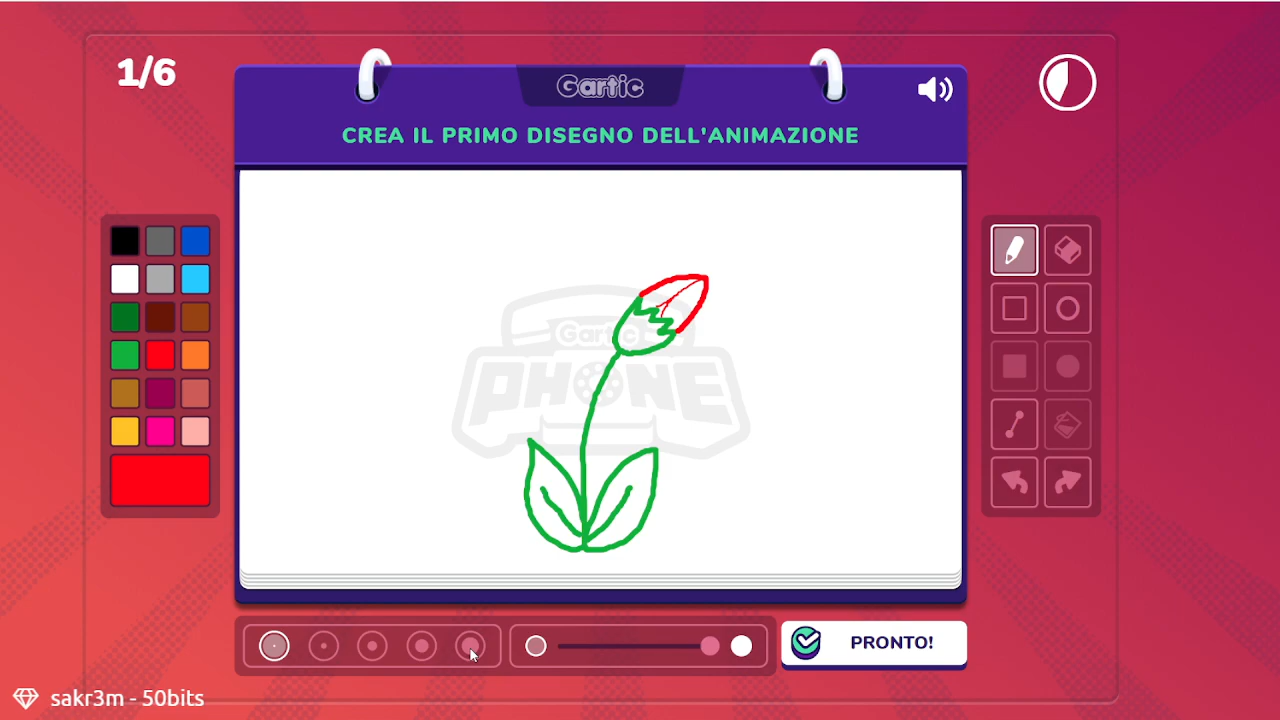 1/6
Gartic
CREA IL PRIMO DISEGNO DELL'ANIMAZIONE
Gartic
PHONE
PRONTO!
sakr3m - 50bits